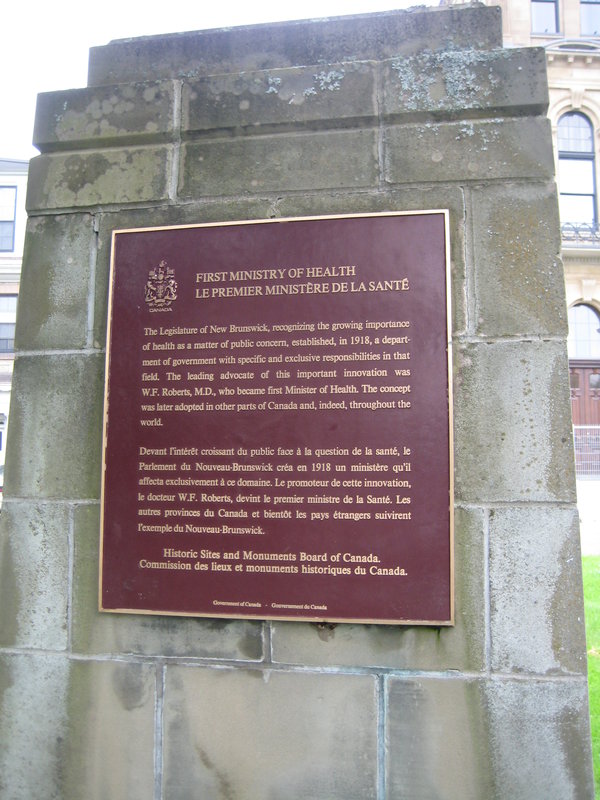 CANADA
FIRST MINISTRY OF HEALTH
LE PREMIER MINISTÈRE DE LA SANTÉ
The Legislature of New Brunswick, recognizing the growing importance
of health as a matter of public concern, established, in 1918, a depart-
ment of government with specific and exclusive responsibilities in that
field. The leading advocate of this important innovation was
W.F. Roberts, M.D., who became first Minister of Health. The concept
was later adopted in other parts of Canada and, indeed, throughout the
world.
Devant l'intérêt croissant du public face à la question de la santé, le
Parlement du Nouveau-Brunswick créa en 1918 un ministère qu'il
affecta exclusivement à ce domaine. Le promoteur de cette innovation,
le docteur W.F. Roberts, devint le premier ministre de la Santé. Les
autres provinces du Canada et bientôt les pays étrangers suivirent
l'exemple du Nouveau-Brunswick.
Historic Sites and Monuments Board of Canada.
Commission des lieux et monuments historiques du Canada.
Government of Canada - Gouvernement du Canada